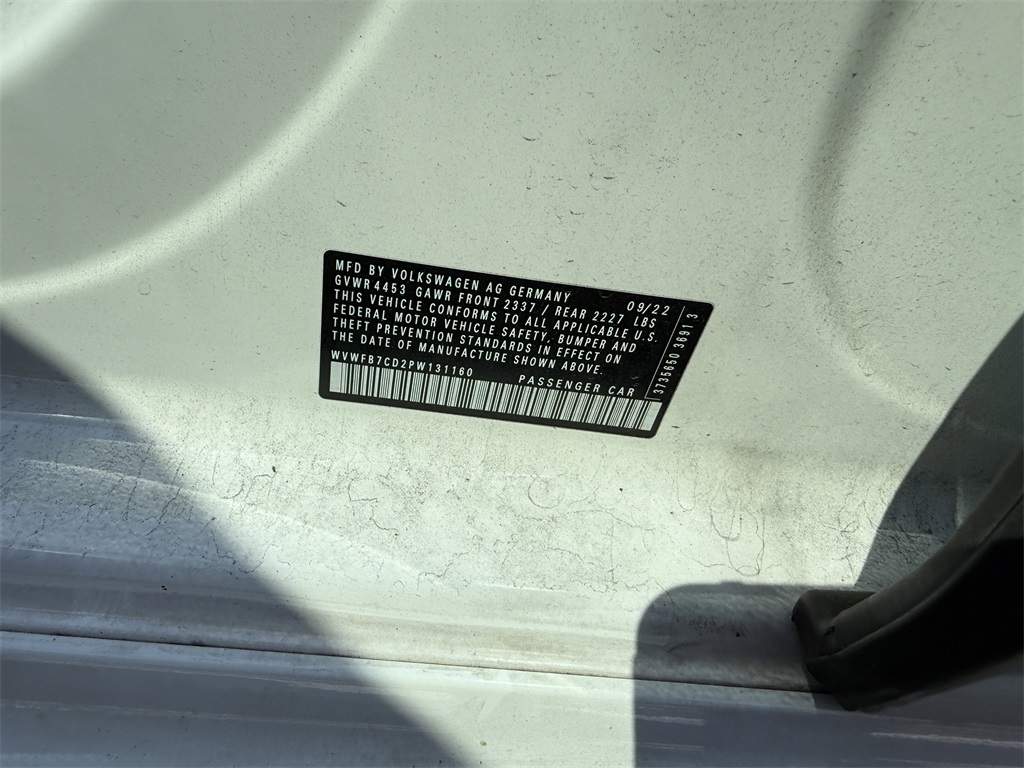 MFD BY VOLKSWAGEN AG GERMANY 09/22
GVWR 4453 GAWR FRONT 2337 / REAR 2227 LBS
THIS VEHICLE CONFORMS TO ALL APPLICABLE U.S.
FEDERAL MOTOR VEHICLE SAFETY, BUMPER AND
THEFT PREVENTION STANDARDS IN EFFECT ON
THE DATE OF MANUFACTURE SHOWN ABOVE.
WVWFB7CD2PW131160 PASSENGER CAR
3735650 3691 3